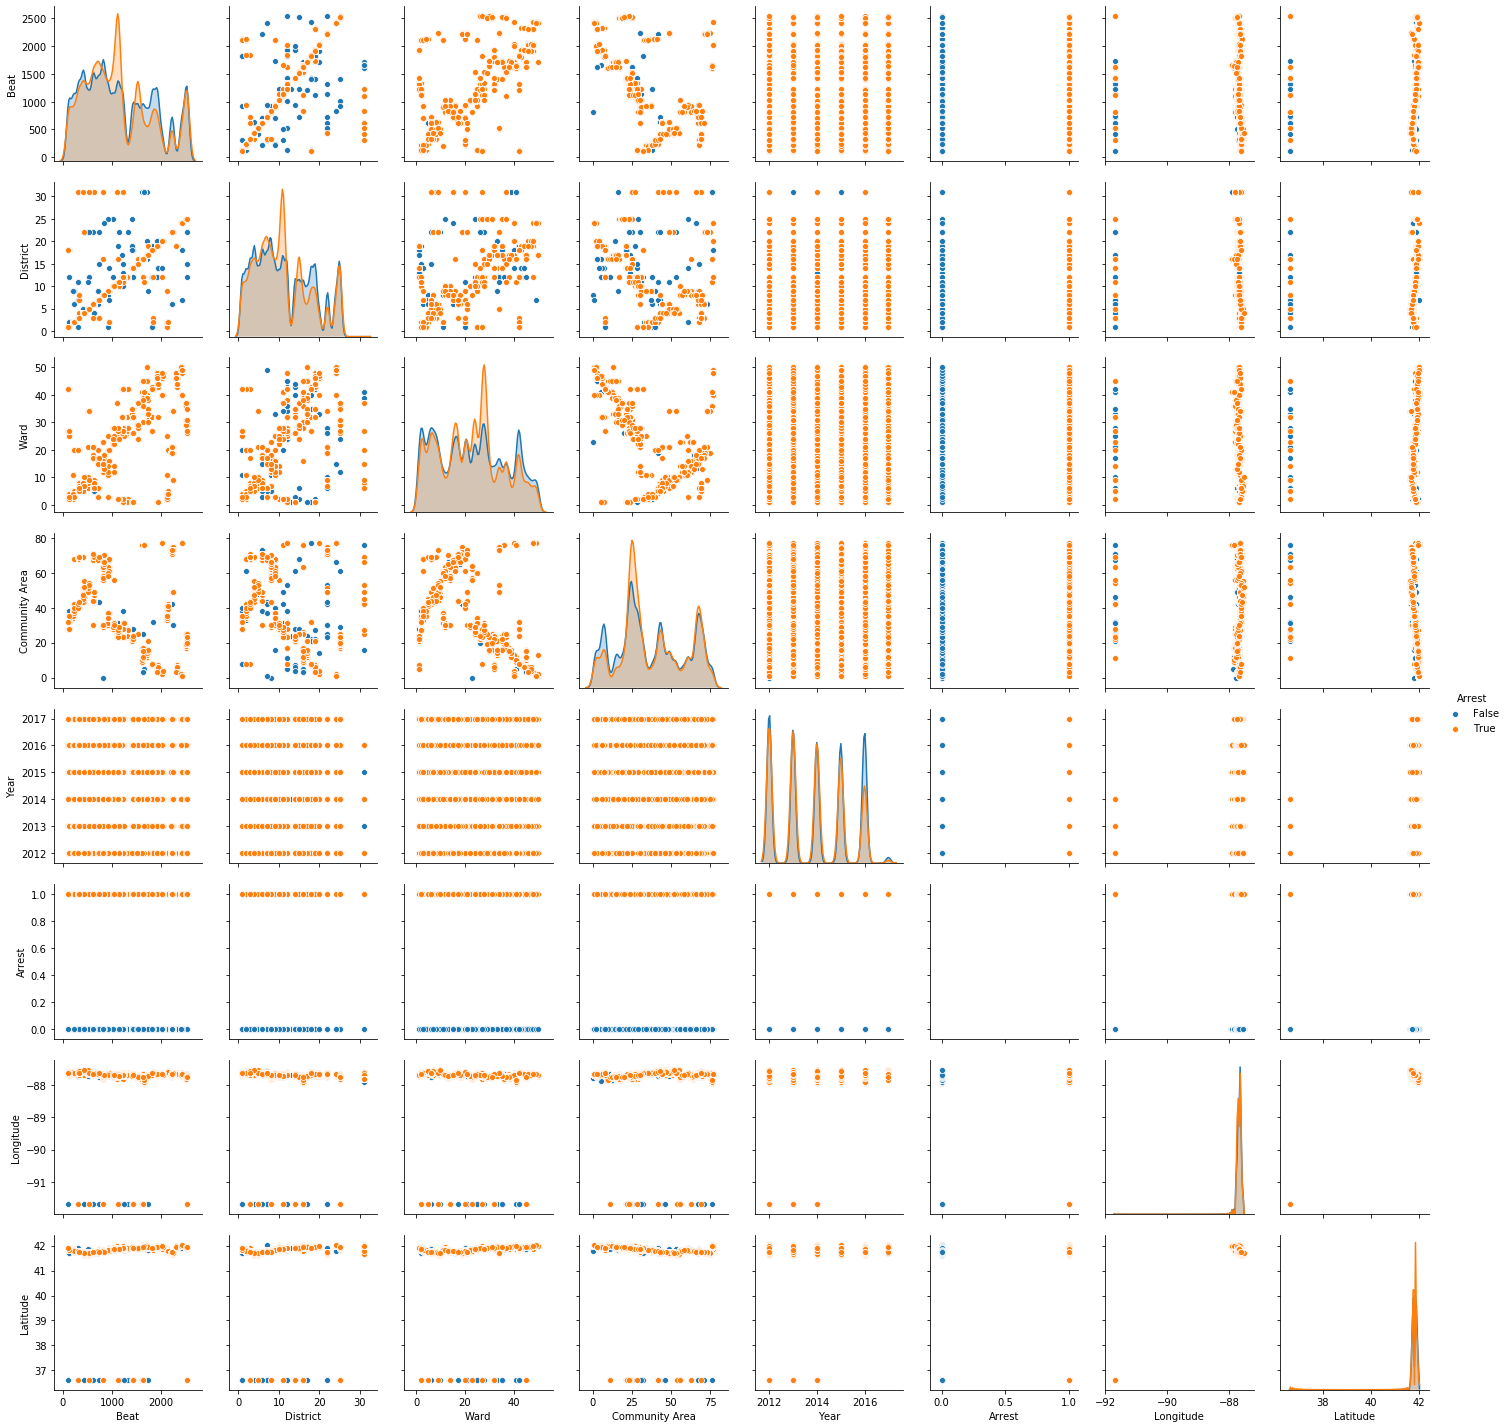 2500
2000
1500
1000
500
0
Beat
30
25
20
15
10
5
0
District
50
40
30
20
10
0
Ward
80
60
40
20
0
Community Area
2017
2016
2015
2014
2013
2012
Year
Arrest
False
True
1.0
0.8
0.6
0.4
0.2
0.0
Arrest
−88
−89
−90
−91
Longitude
42
41
40
39
38
37
Latitude
0 1000 2000
Beat
0 10 20 30
District
0 20 40
Ward
0 25 50 75
Community Area
2012 2014 2016
Year
0.0 0.5 1.0
Arrest
−92 −90 −88
Longitude
38 40 42
Latitude